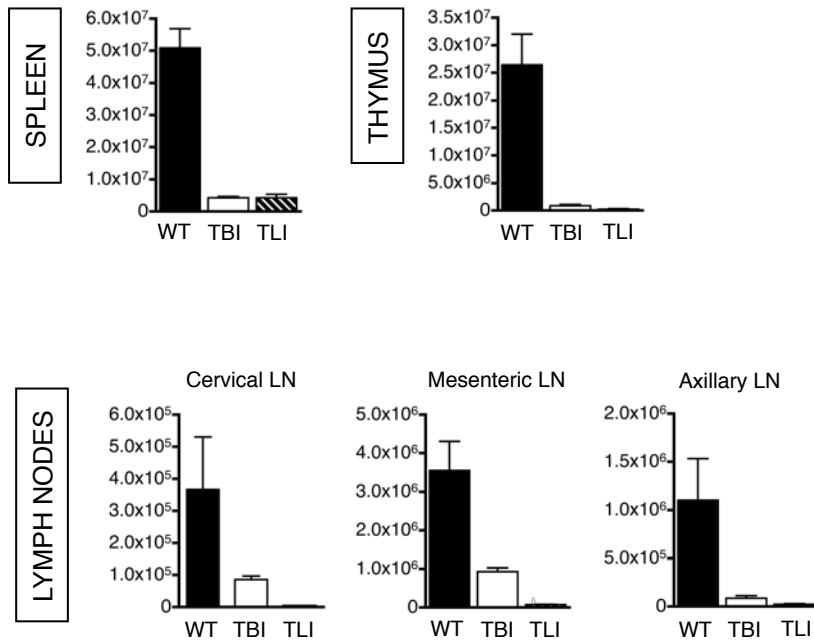 SPLEEN
6.0x10⁷
5.0x10⁷
4.0x10⁷
3.0x10⁷
2.0x10⁷
1.0x10⁷
0
WT TBI TLI
THYMUS
3.5x10⁷
3.0x10⁷
2.5x10⁷
2.0x10⁷
1.0x10⁷
1.0x10⁷
5.0x10⁶
0
WT TBI TLI
LYMPH NODES
Cervical LN
6.0x10⁵
5.0x10⁵
4.0x10⁵
3.0x10⁵
2.0x10⁵
1.0x10⁵
0
WT TBI TLI
Mesenteric LN
5.0x10⁶
4.0x10⁶
3.0x10⁶
2.0x10⁶
1.0x10⁶
0
WT TBI TLI
Axillary LN
2.0x10⁶
1.5x10⁶
1.0x10⁶
5.0x10⁵
0
WT TBI TLI